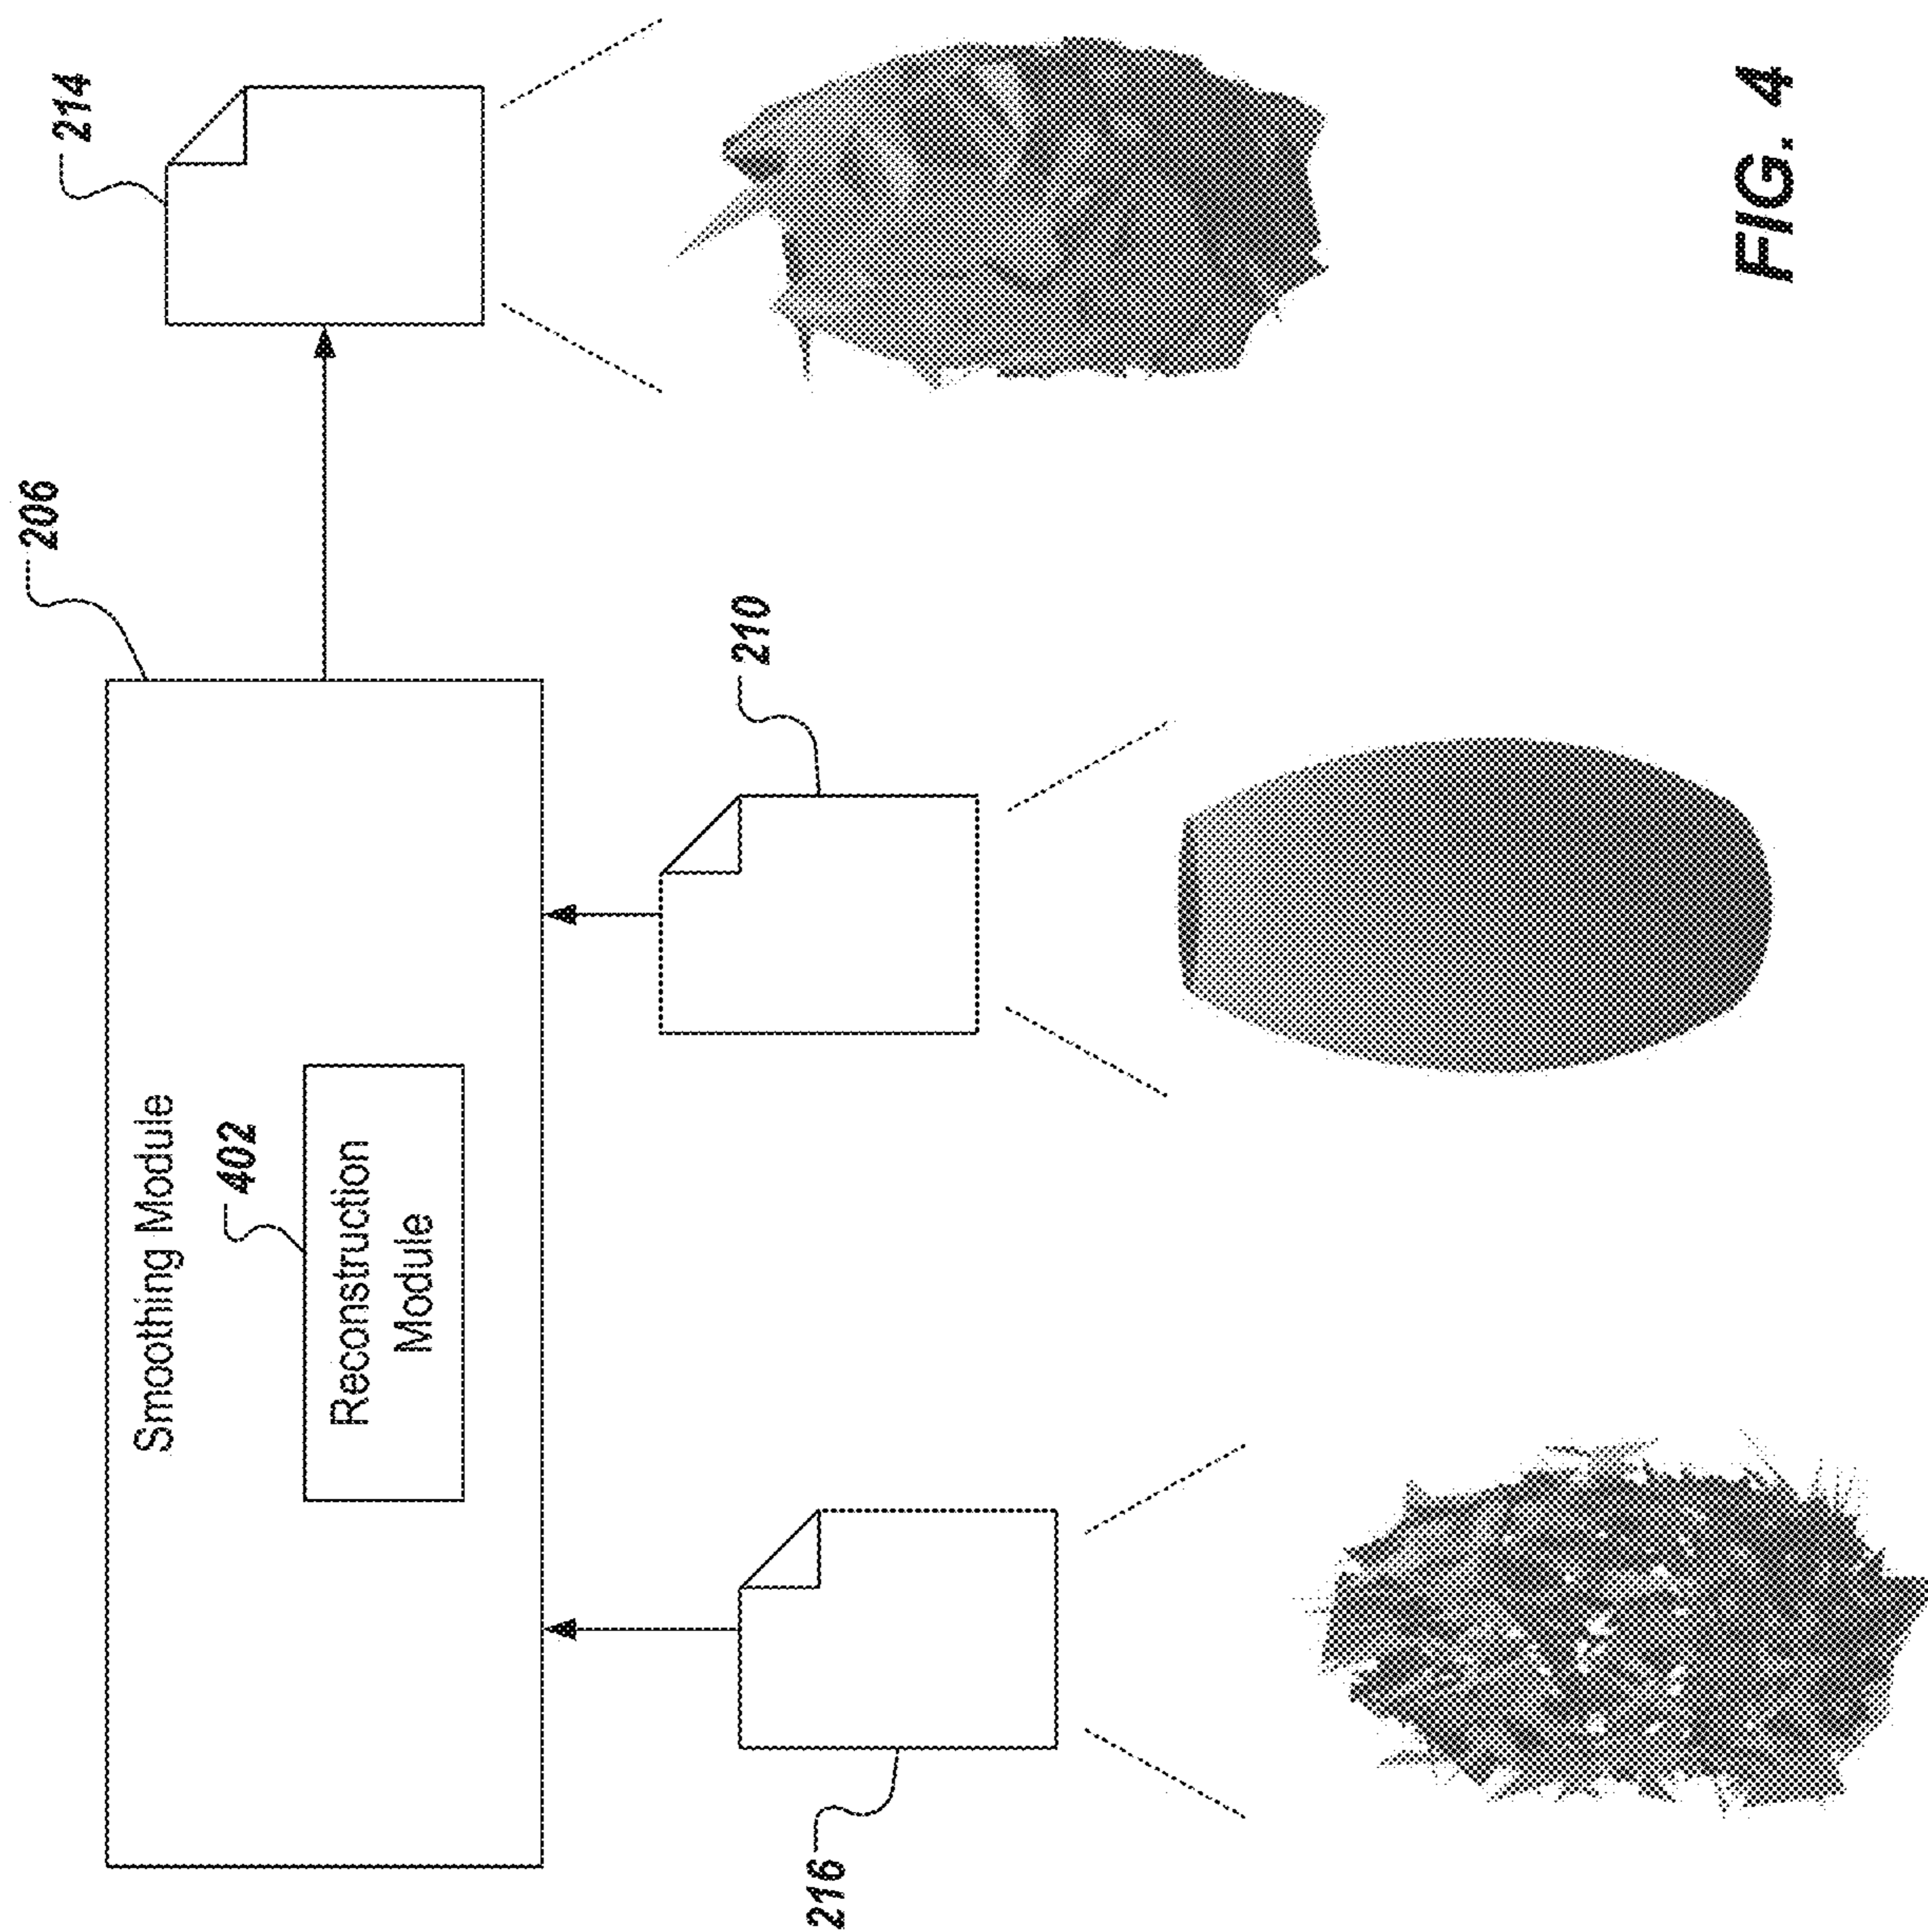 Smoothing Module
206
214
402
Reconstruction
Module
216
210
FIG. 4